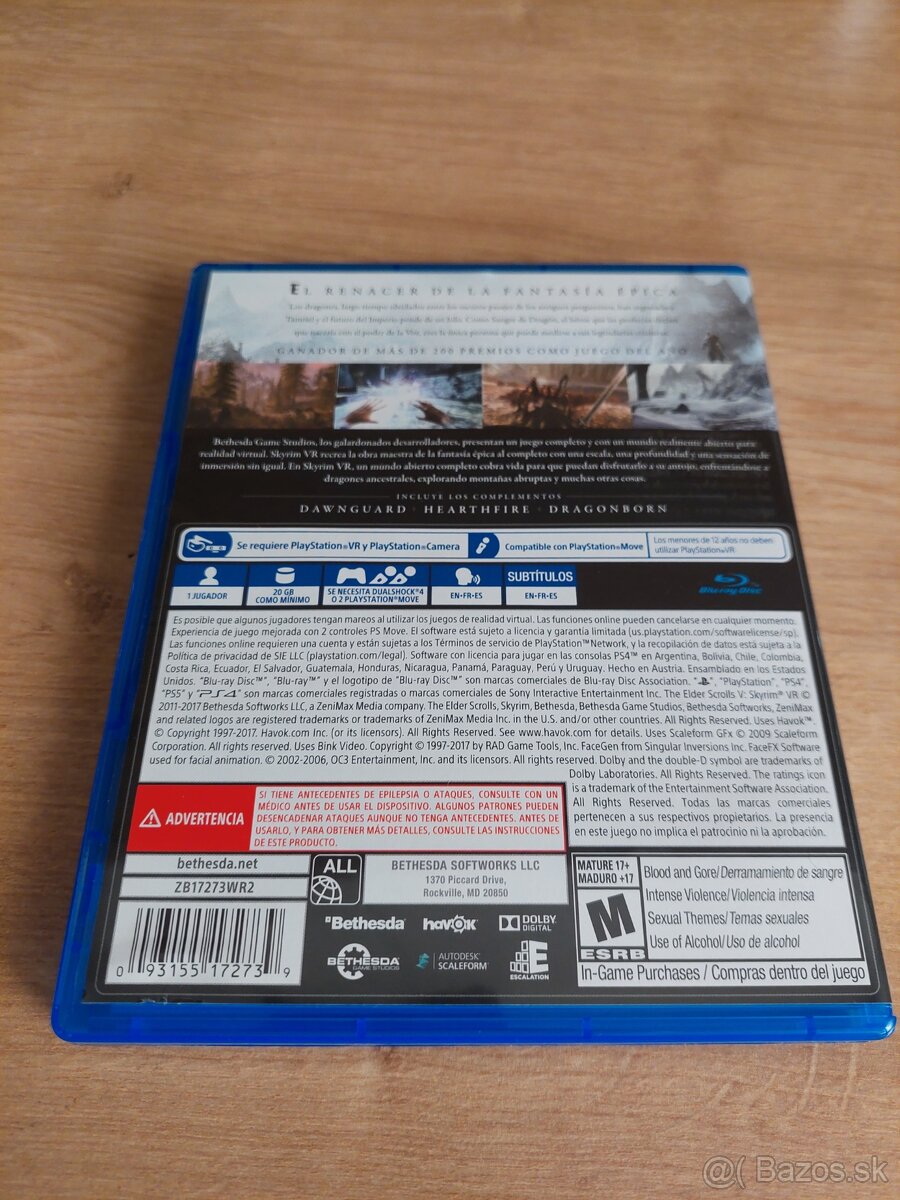 EL RENACER DE LA FANTASÍA ÉPICA
GANADOR DE MÁS DE 200 PREMIOS COMO JUEGO DEL AÑO
Bethesda Game Studios, los galardonados desarrolladores, presentan un juego completo y con un mundo realmente abierto para
realidad virtual. Skyrim VR recrea la obra maestra de la fantasía épica al completo con una escala, una profundidad y una sensación de
inmersión sin igual. En Skyrim VR, un mundo abierto completo cobra vida para que puedan disfrutarlo a su antojo, enfrentándose a
dragones ancestrales, explorando montañas abruptas y muchas otras cosas.
INCLUYE LOS COMPLEMENTOS
DAWNGUARD · HEARTHFIRE · DRAGONBORN
Se requiere PlayStation®VR y PlayStation®Camera
Compatible con PlayStation®Move
Los menores de 12 años no deben
utilizar PlayStation®VR
1 JUGADOR
20 GB
COMO MÍNIMO
SE NECESITA DUALSHOCK®4
O 2 PLAYSTATION®MOVE
EN·FR·ES
SUBTÍTULOS
EN·FR·ES
Blu-ray Disc™
Es posible que algunos jugadores tengan mareos al utilizar los juegos de realidad virtual. Las funciones online pueden cancelarse en cualquier momento.
Experiencia de juego mejorada con 2 controles PS Move. El software está sujeto a licencia y garantía limitada (us.playstation.com/softwarelicense/sp).
Las funciones online requieren una cuenta y están sujetas a los Términos de servicio de PlayStation™Network, y la recopilación de datos está sujeta a la
Política de privacidad de SIE LLC (playstation.com/legal). Software con licencia para jugar en las consolas PS4™ en Argentina, Bolivia, Chile, Colombia,
Costa Rica, Ecuador, El Salvador, Guatemala, Honduras, Nicaragua, Panamá, Paraguay, Perú y Uruguay. Hecho en Austria. Ensamblado en los Estados
Unidos. "Blu-ray Disc™", "Blu-ray™" y el logotipo de "Blu-ray Disc™" son marcas comerciales de Blu-ray Disc Association. "PS", "PlayStation", "PS4",
"PS5" y "PS4" son marcas comerciales registradas o marcas comerciales de Sony Interactive Entertainment Inc. The Elder Scrolls V: Skyrim® VR ©
2011-2017 Bethesda Softworks LLC, a ZeniMax Media company. The Elder Scrolls, Skyrim, Bethesda, Bethesda Game Studios, Bethesda Softworks, ZeniMax
and related logos are registered trademarks or trademarks of ZeniMax Media Inc. in the U.S. and/or other countries. All Rights Reserved. Uses Havok™.
© Copyright 1997-2017. Havok.com Inc. (or its licensors). All Rights Reserved. See www.havok.com for details. Uses Scaleform GFx © 2009 Scaleform
Corporation. All rights reserved. Uses Bink Video. Copyright © 1997-2017 by RAD Game Tools, Inc. FaceGen from Singular Inversions Inc. FaceFX Software
used for facial animation. © 2002-2006, OC3 Entertainment, Inc. and its licensors. All rights reserved. Dolby and the double-D symbol are trademarks of
Dolby Laboratories. All Rights Reserved. The ratings icon
is a trademark of the Entertainment Software Association.
All Rights Reserved. Todas las marcas comerciales
pertenecen a sus respectivos propietarios. La presencia
en este juego no implica el patrocinio ni la aprobación.
ADVERTENCIA
SI TIENE ANTECEDENTES DE EPILEPSIA O ATAQUES, CONSULTE CON UN
MÉDICO ANTES DE USAR EL DISPOSITIVO. ALGUNOS PATRONES PUEDEN
DESENCADENAR ATAQUES AUNQUE NO TENGA ANTECEDENTES. ANTES DE
USARLO, Y PARA OBTENER MÁS DETALLES, CONSULTE LAS INSTRUCCIONES
DE ESTE PRODUCTO.
bethesda.net
ZB17273WR2
0 93155 17273 9
ALL
BETHESDA SOFTWORKS LLC
1370 Piccard Drive,
Rockville, MD 20850
Bethesda
havok
DOLBY
DIGITAL
BETHESDA
GAME STUDIOS
AUTODESK
SCALEFORM
ESCALATION
MATURE 17+
MADURO +17
M
ESRB
Blood and Gore/Derramamiento de sangre
Intense Violence/Violencia intensa
Sexual Themes/Temas sexuales
Use of Alcohol/Uso de alcohol
In-Game Purchases / Compras dentro del juego
@( Bazos.sk